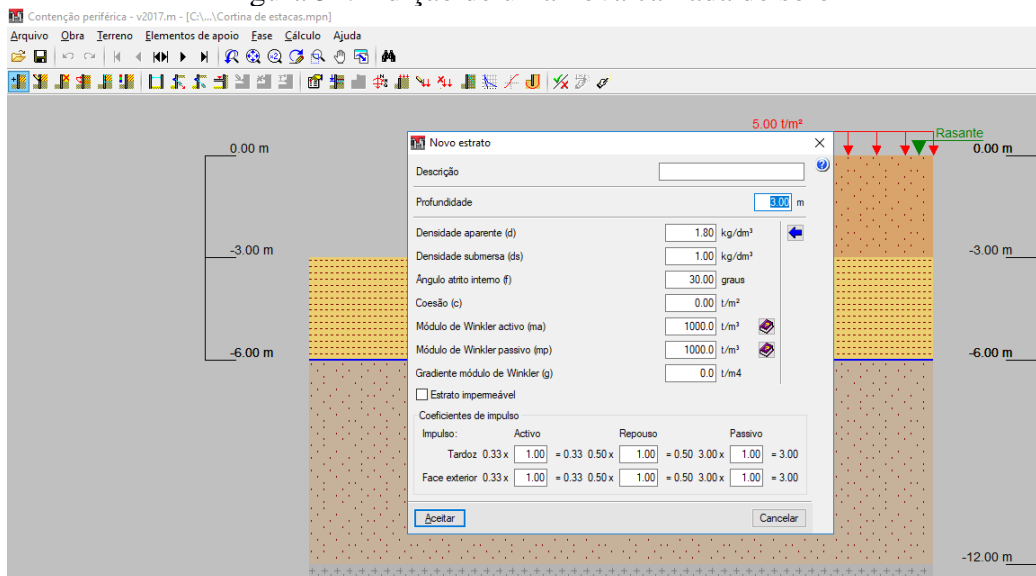 Contenção periférica - v2017.m - [C:\...\Cortina de estacas.mpn]
Arquivo Obra Terreno Elementos de apoio Fase Cálculo Ajuda
5.00 t/m²
Rasante
0.00 m
0.00 m
Novo estrato
Descrição
Profundidade 3.00 m
Densidade aparente (d) 1.80 kg/dm³
Densidade submersa (ds) 1.00 kg/dm³
-3.00 m
-3.00 m
Ângulo atrito interno (f) 30.00 graus
Coesão (c) 0.00 t/m²
Módulo de Winkler activo (ma) 1000.0 t/m³
Módulo de Winkler passivo (mp) 1000.0 t/m³
-6.00 m
-6.00 m
Gradiente módulo de Winkler (g) 0.0 t/m4
Estrato impermeável
Coeficientes de impulso
Impulso: Activo Repouso Passivo
Tardoz 0.33 x 1.00 = 0.33 0.50 x 1.00 = 0.50 3.00 x 1.00 = 3.00
Face exterior 0.33 x 1.00 = 0.33 0.50 x 1.00 = 0.50 3.00 x 1.00 = 3.00
Aceitar Cancelar
-12.00 m